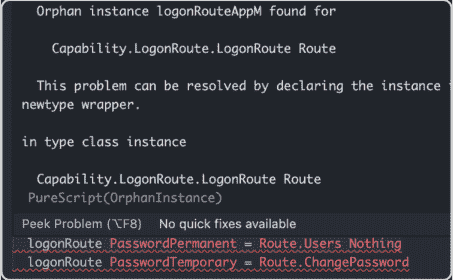 Orphan instance logonRouteAppM found for
Capability.LogonRoute.LogonRoute Route
This problem can be resolved by declaring the instance
newtype wrapper.
in type class instance
Capability.LogonRoute.LogonRoute Route
PureScript(OrphanInstance)
Peek Problem (⌥F8) No quick fixes available
logonRoute PasswordPermanent = Route.Users Nothing
logonRoute PasswordTemporary = Route.ChangePassword